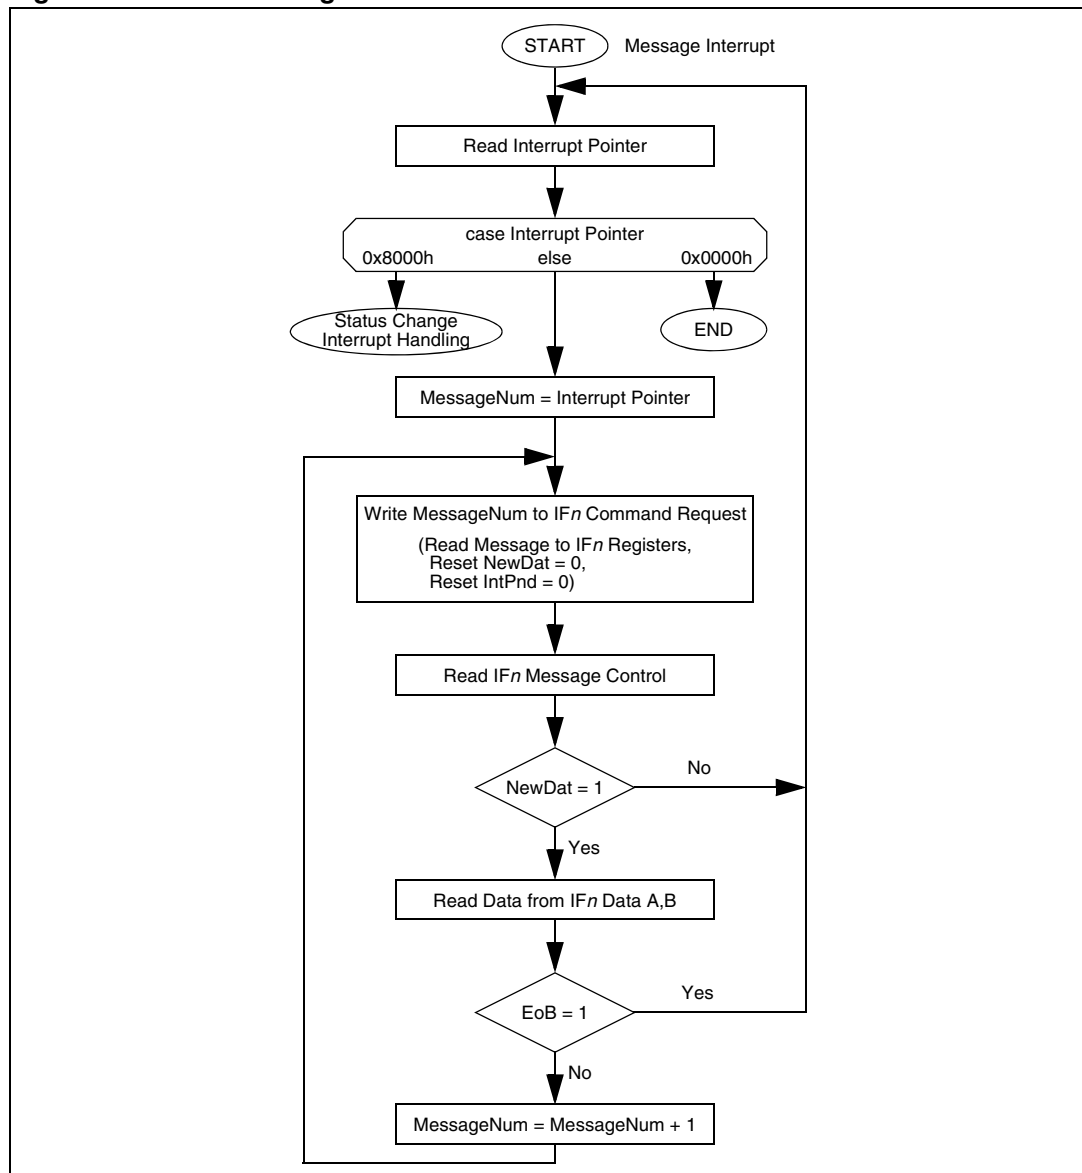 START Message Interrupt
Read Interrupt Pointer
case Interrupt Pointer
0x8000h else 0x0000h
Status Change
Interrupt Handling
END
MessageNum = Interrupt Pointer
Write MessageNum to IFn Command Request
(Read Message to IFn Registers,
Reset NewDat = 0,
Reset IntPnd = 0)
Read IFn Message Control
NewDat = 1
No
Yes
Read Data from IFn Data A,B
EoB = 1
Yes
No
MessageNum = MessageNum + 1